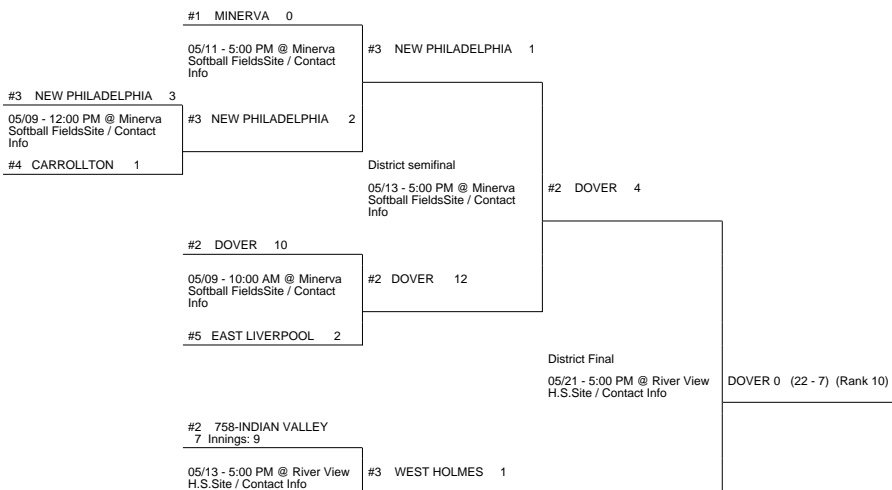 #1 MINERVA 0
05/11 - 5:00 PM @ Minerva
Softball FieldsSite / Contact
Info
#3 NEW PHILADELPHIA 1
#3 NEW PHILADELPHIA 3
05/09 - 12:00 PM @ Minerva
Softball FieldsSite / Contact
Info
#4 CARROLLTON 1
#3 NEW PHILADELPHIA 2
District semifinal
05/13 - 5:00 PM @ Minerva
Softball FieldsSite / Contact
Info
#2 DOVER 4
#2 DOVER 10
05/09 - 10:00 AM @ Minerva
Softball FieldsSite / Contact
Info
#2 DOVER 12
#5 EAST LIVERPOOL 2
District Final
05/21 - 5:00 PM @ River View
H.S.Site / Contact Info
DOVER 0 (22 - 7) (Rank 10)
#2 758-INDIAN VALLEY
7 Innings: 9
05/13 - 5:00 PM @ River View
H.S.Site / Contact Info
#3 WEST HOLMES 1